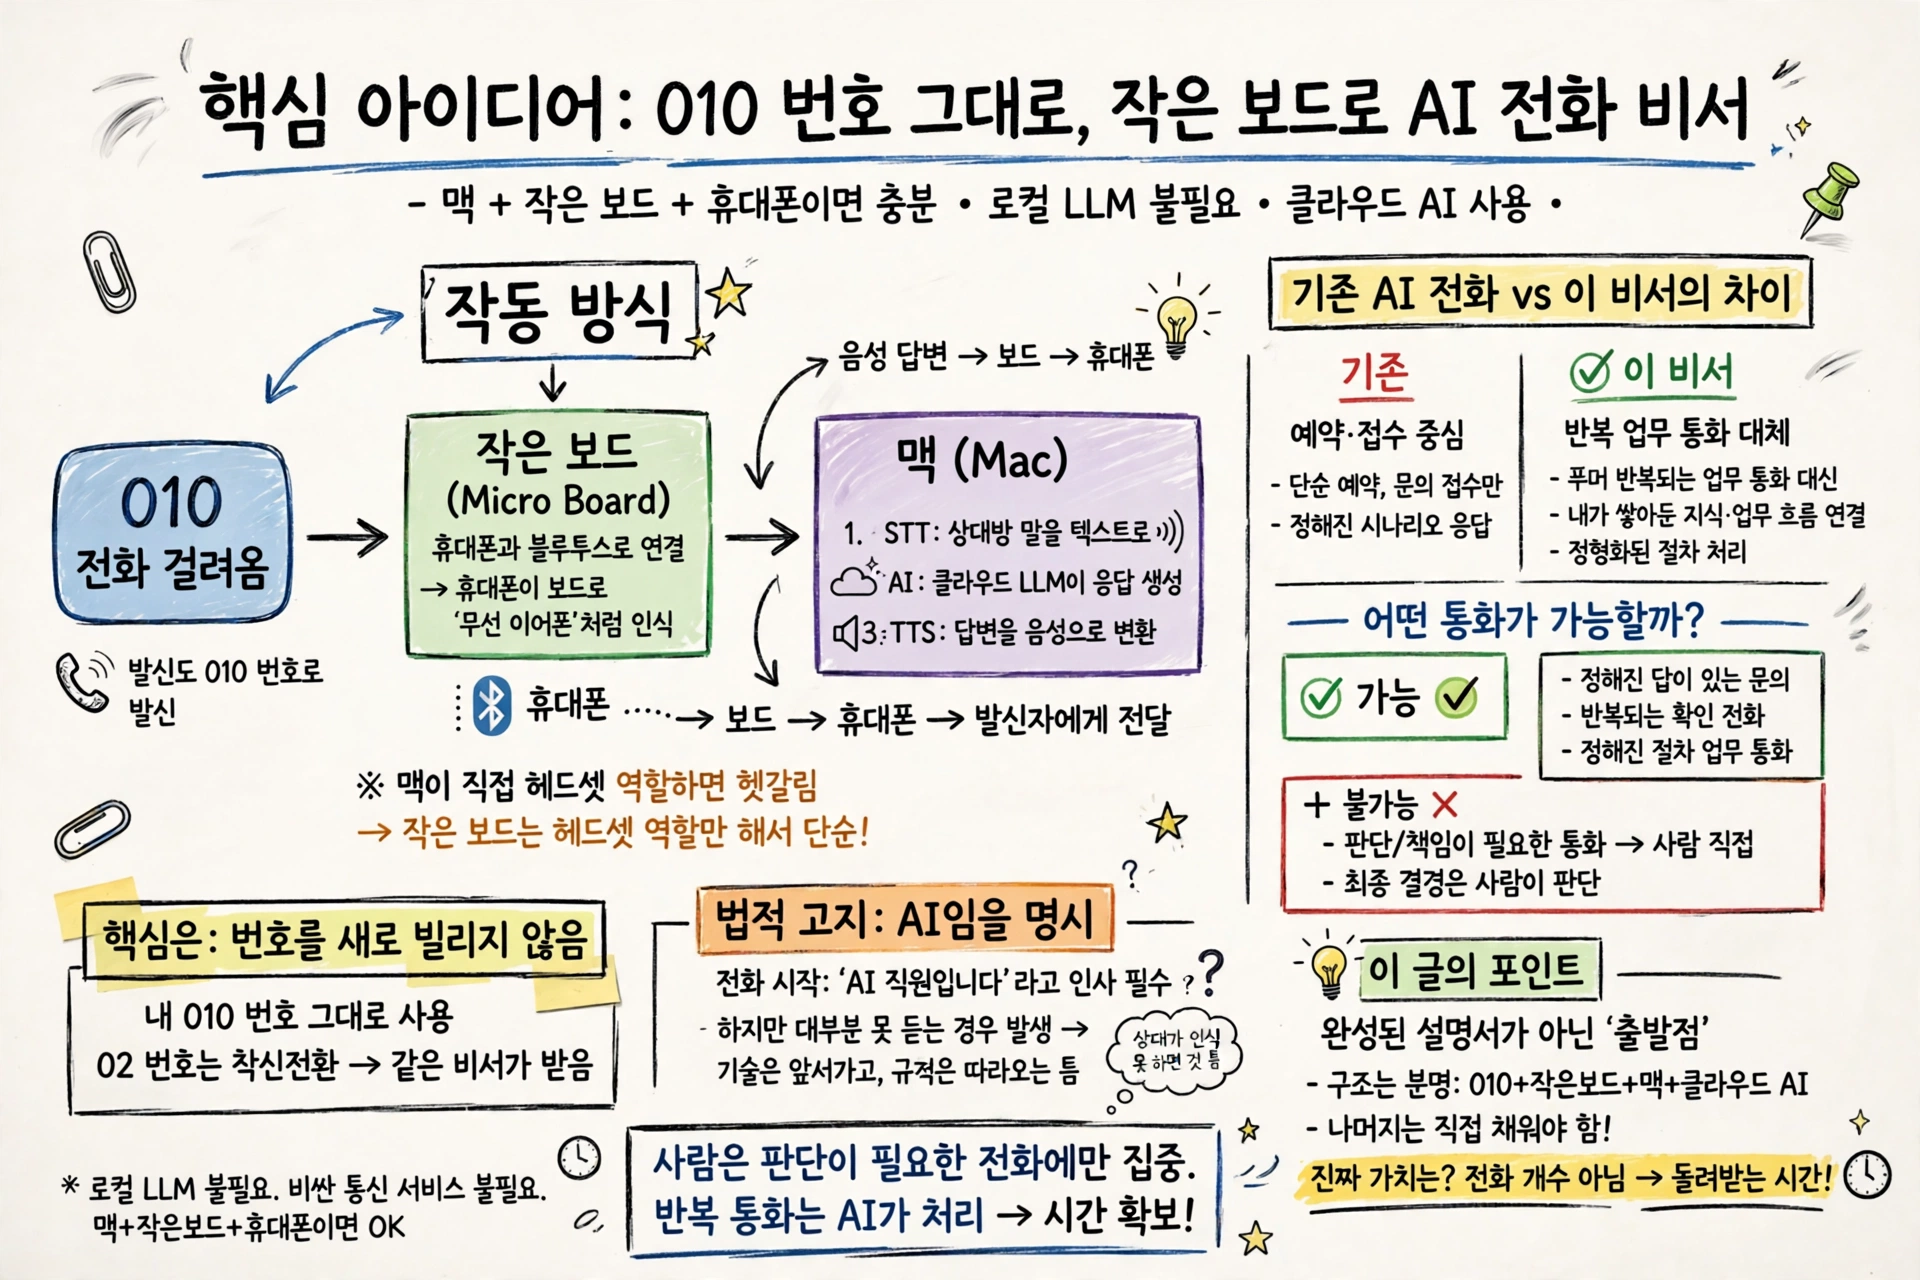 핵심 아이디어: 010 번호 그대로, 작은 보드로 AI 전화 비서
- 맥 + 작은 보드 + 휴대폰이면 충분 • 로컬 LLM 불필요 • 클라우드 AI 사용 •
작동 방식
010
전화 걸려옴
발신도 010 번호로
발신
작은 보드
(Micro Board)
휴대폰과 블루투스로 연결
→ 휴대폰이 보드로
'무선 이어폰'처럼 인식
음성 답변 → 보드 → 휴대폰
맥 (Mac)
1. STT: 상대방 말을 텍스트로
AI: 클라우드 LLM이 응답 생성
3: TTS: 답변을 음성으로 변환
휴대폰 ·····→ 보드 → 휴대폰 → 발신자에게 전달
※ 맥이 직접 헤드셋 역할하면 헷갈림
→ 작은 보드는 헤드셋 역할만 해서 단순!
기존 AI 전화 vs 이 비서의 차이
기존
예약·접수 중심
- 단순 예약, 문의 접수만
- 정해진 시나리오 응답
이 비서
반복 업무 통화 대체
- 푸머 반복되는 업무 통화 대신
- 내가 쌓아둔 지식·업무 흐름 연결
- 정형화된 절차 처리
어떤 통화가 가능할까?
가능
- 정해진 답이 있는 문의
- 반복되는 확인 전화
- 정해진 절차 업무 통화
+ 불가능 ×
- 판단/책임이 필요한 통화 → 사람 직접
- 최종 결경은 사람이 판단
핵심은: 번호를 새로 빌리지 않음
내 010 번호 그대로 사용
02 번호는 착신전환 → 같은 비서가 받음
* 로컬 LLM 불필요. 비싼 통신 서비스 불필요.
맥+작은보드+휴대폰이면 OK
법적 고지: AI임을 명시
전화 시작: 'AI 직원입니다'라고 인사 필수 ? ?
- 하지만 대부분 못 듣는 경우 발생 →
기술은 앞서가고, 규적은 따라오는 틈
상대가 인식
못 하면 것 틈
?
사람은 판단이 필요한 전화에만 집중.
반복 통화는 AI가 처리 → 시간 확보!
이 글의 포인트
완성된 설명서가 아닌 '출발점'
- 구조는 분명: 010+작은보드+맥+클라우드 AI
- 나머지는 직접 채워야 함!
진짜 가치는? 전화 개수 아님 → 돌려받는 시간!